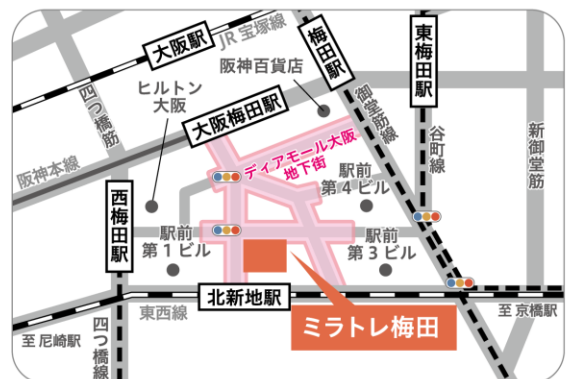 大阪駅
JR 宝塚線
梅田駅
東梅田駅
阪神百貨店
ヒルトン
大阪
四つ橋筋
大阪梅田駅
御堂筋線
谷町線
新御堂筋
阪神本線
ディアモール大阪
地下街
駅前
第4ビル
西梅田駅
駅前
第1ビル
駅前
第3ビル
北新地駅
東西線
至 尼崎駅
四つ橋線
至 京橋駅
ミラトレ梅田